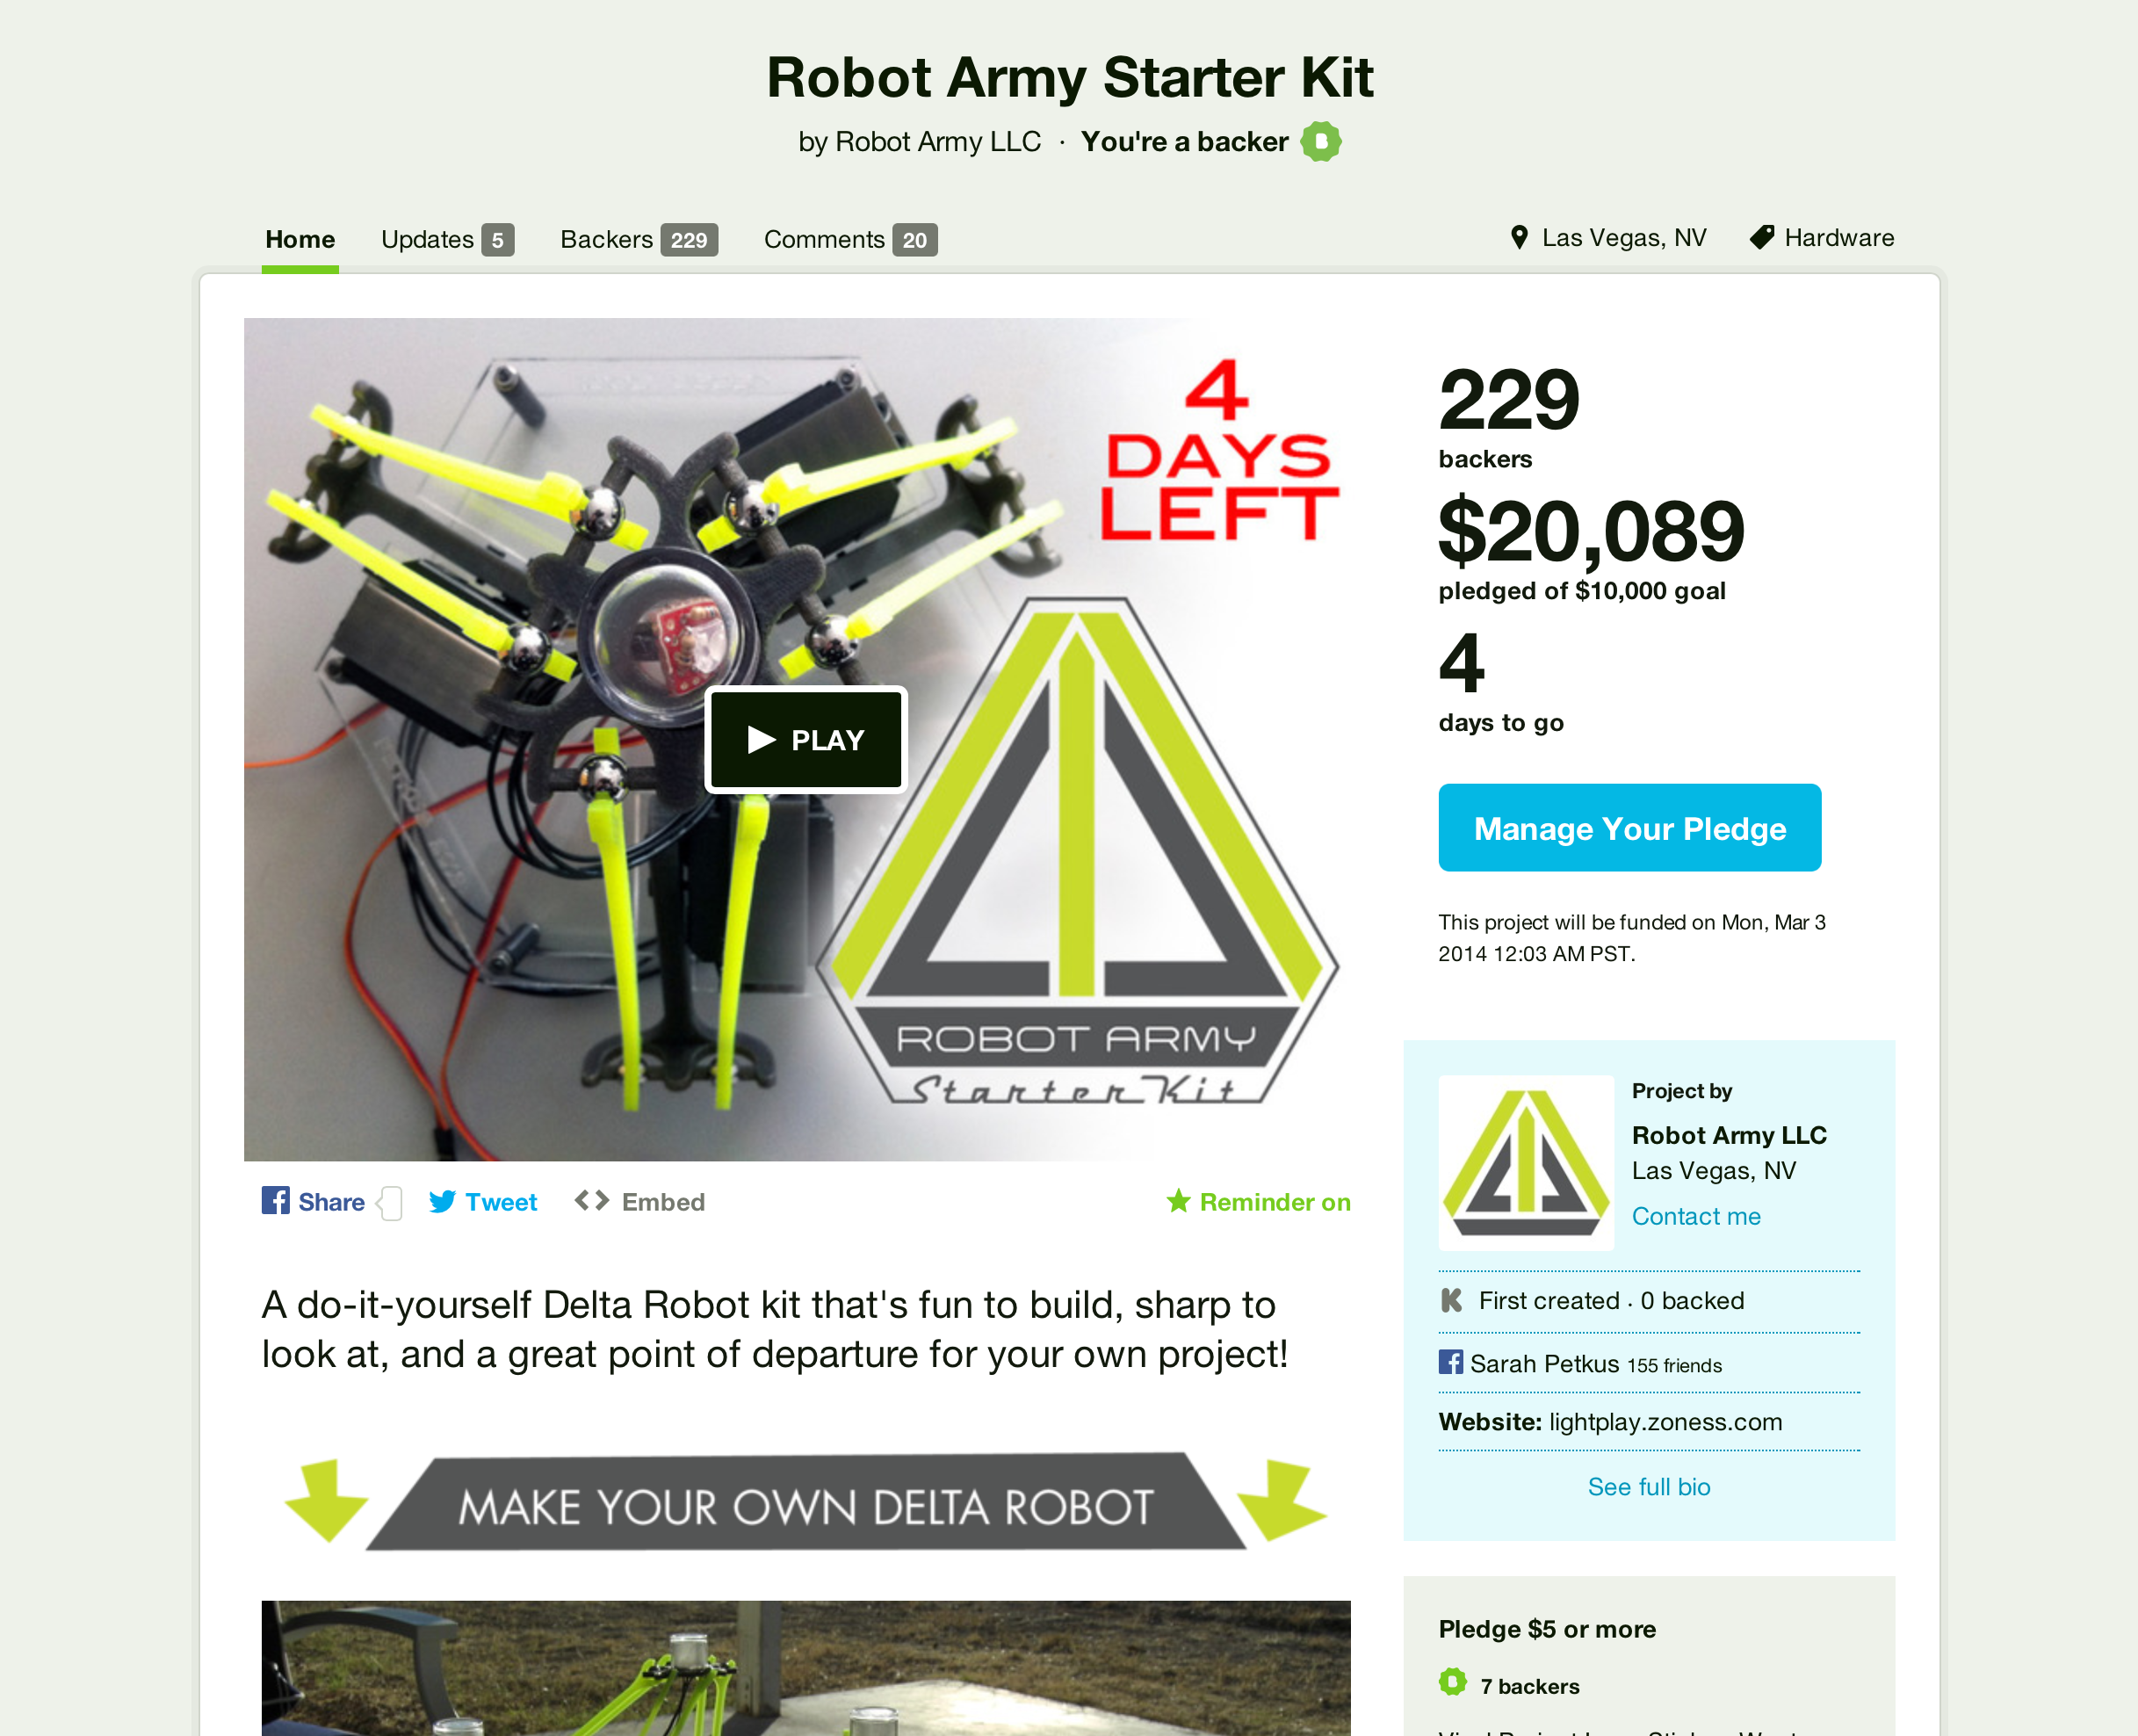 Robot Army Starter Kit
by Robot Army LLC · You're a backer
Home Updates 5 Backers 229 Comments 20
Las Vegas, NV Hardware
4
DAYS
LEFT
PLAY
ROBOT ARMY
Starter Kit
229
backers
$20,089
pledged of $10,000 goal
4
days to go
Manage Your Pledge
This project will be funded on Mon, Mar 3
2014 12:03 AM PST.
Share Tweet Embed Reminder on
A do-it-yourself Delta Robot kit that's fun to build, sharp to
look at, and a great point of departure for your own project!
MAKE YOUR OWN DELTA ROBOT
Project by
Robot Army LLC
Las Vegas, NV
Contact me
First created · 0 backed
Sarah Petkus 155 friends
Website: lightplay.zoness.com
See full bio
Pledge $5 or more
7 backers